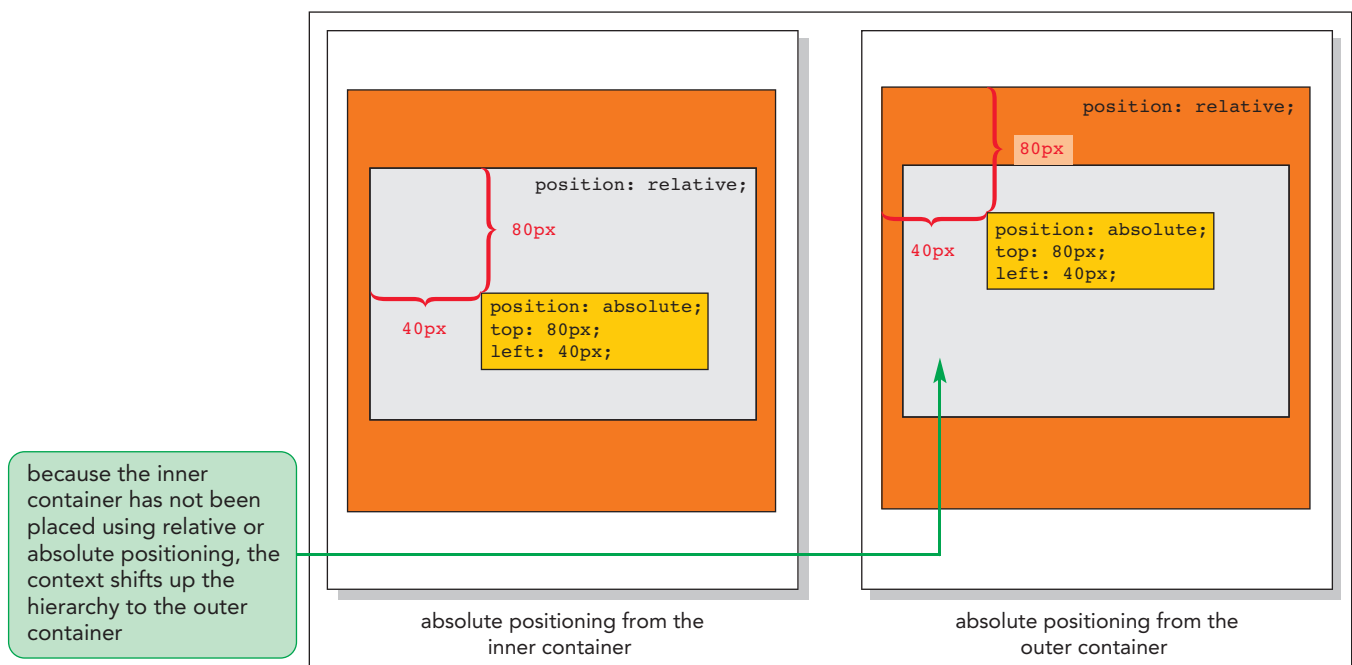 position: relative;
80px
40px
position: absolute;
top: 80px;
left: 40px;
absolute positioning from the
inner container
position: relative;
80px
40px
position: absolute;
top: 80px;
left: 40px;
absolute positioning from the
outer container
because the inner
container has not been
placed using relative or
absolute positioning, the
context shifts up the
hierarchy to the outer
container